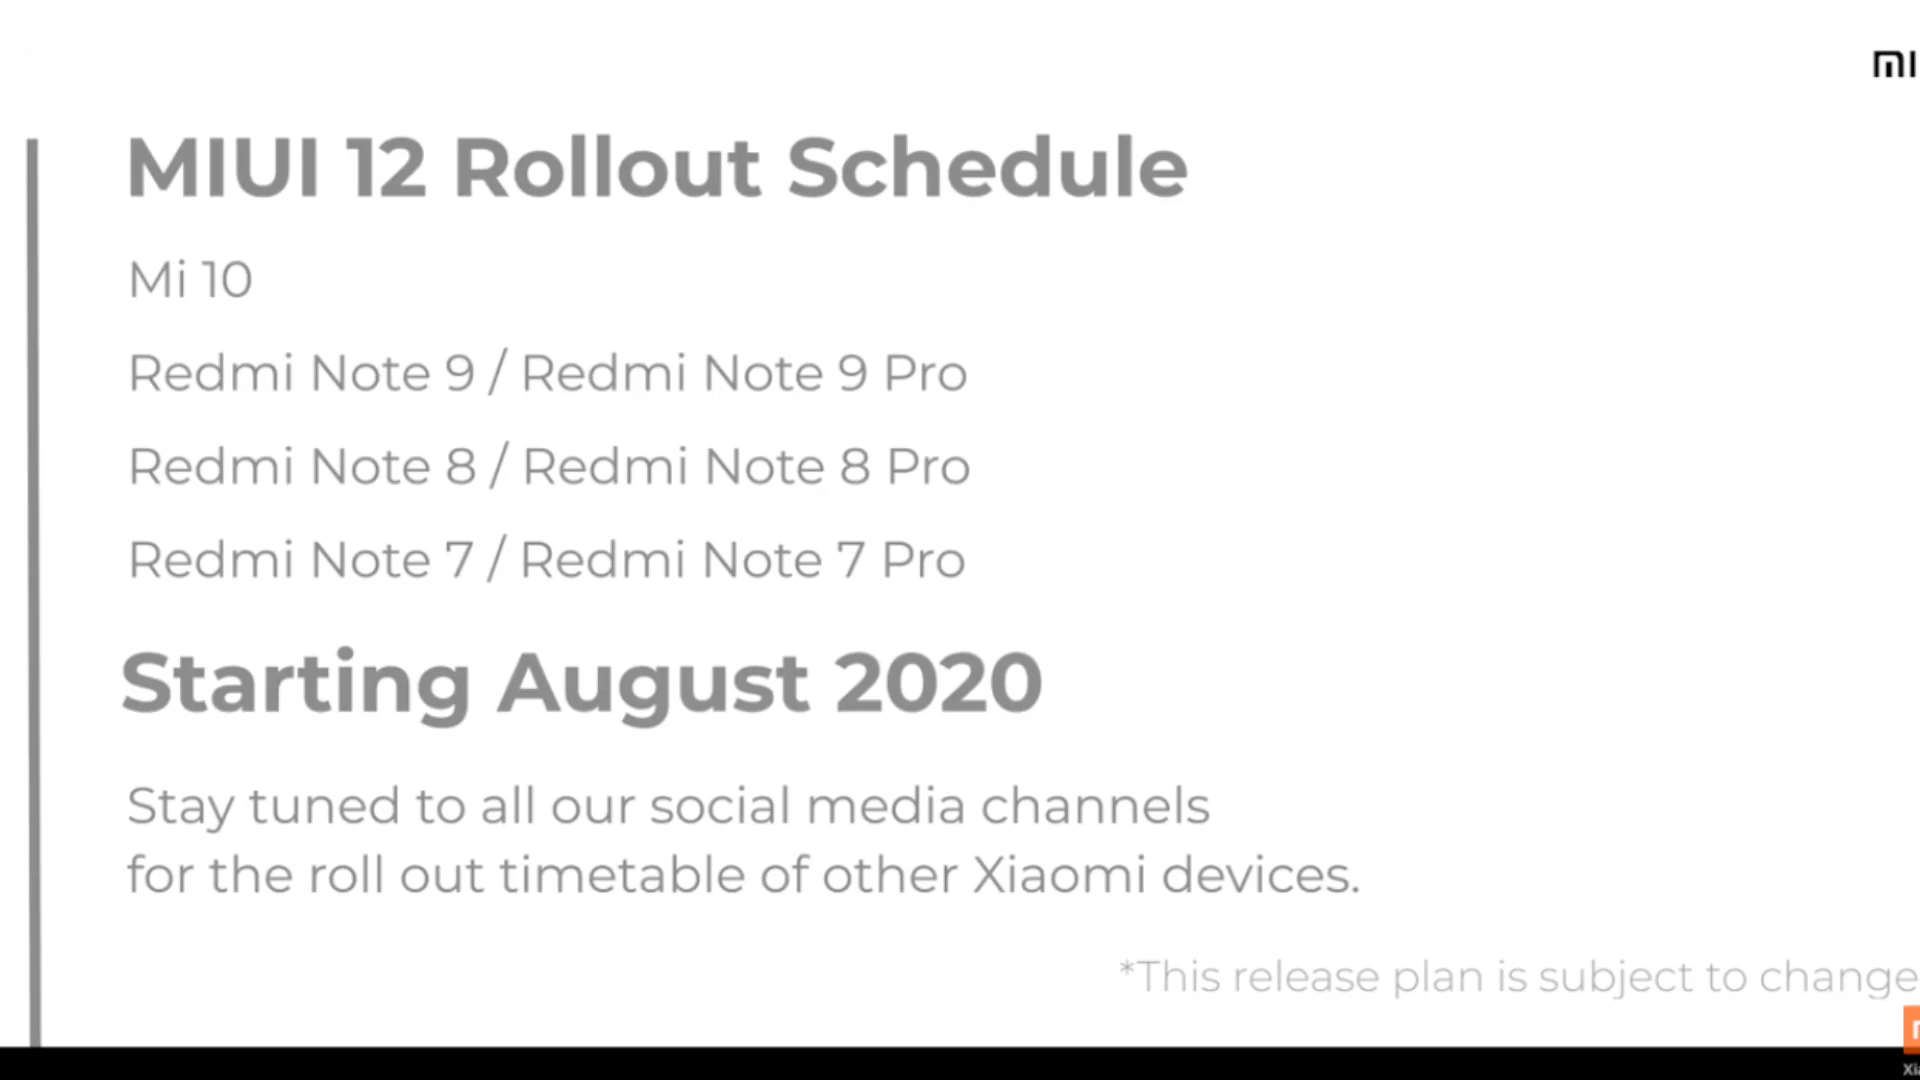 mi
MIUI 12 Rollout Schedule
Mi 10
Redmi Note 9 / Redmi Note 9 Pro
Redmi Note 8 / Redmi Note 8 Pro
Redmi Note 7 / Redmi Note 7 Pro
Starting August 2020
Stay tuned to all our social media channels
for the roll out timetable of other Xiaomi devices.
*This release plan is subject to change